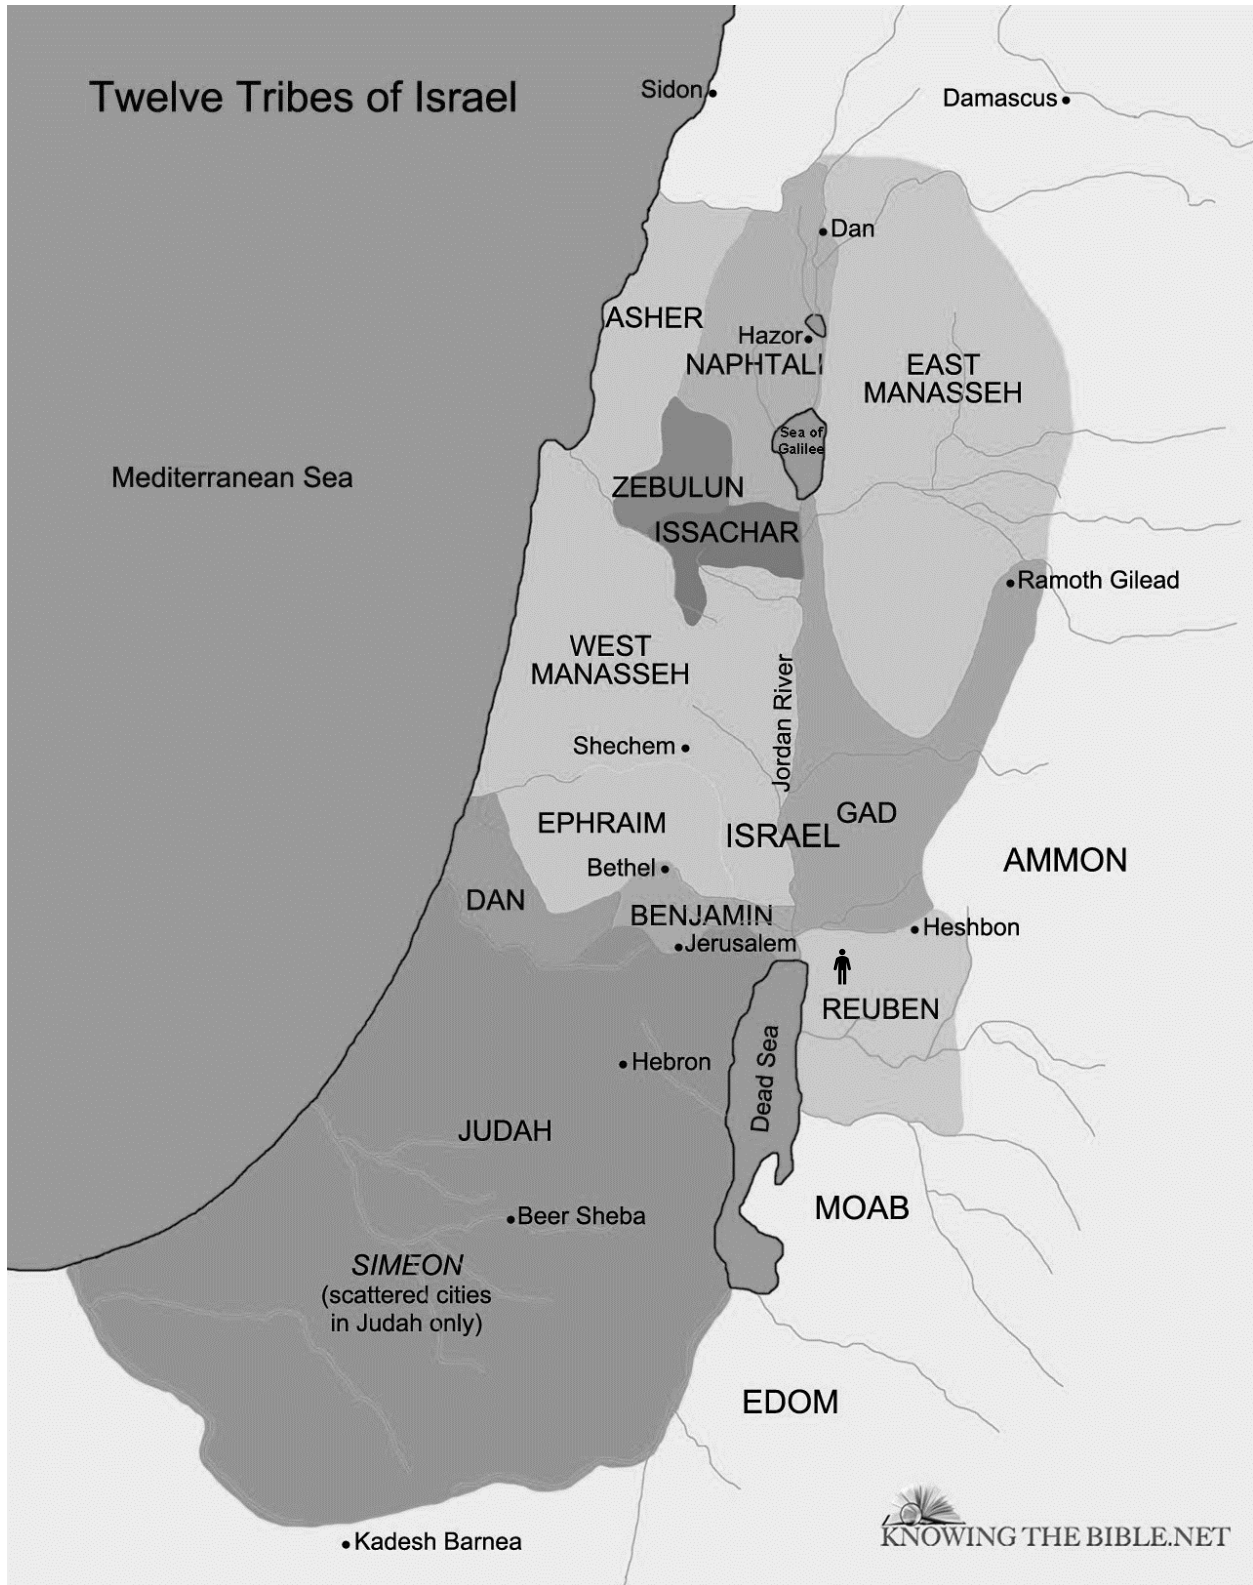 Twelve Tribes of Israel
Sidon
Damascus
Dan
ASHER
Hazor
NAPHTALI
EAST
MANASSEH
Sea of
Galilee
Mediterranean Sea
ZEBULUN
ISSACHAR
Ramoth Gilead
WEST
MANASSEH
Jordan River
Shechem
GAD
EPHRAIM
ISRAEL
AMMON
Bethel
DAN
BENJAMIN
Heshbon
Jerusalem
REUBEN
Hebron
Dead Sea
JUDAH
MOAB
Beer Sheba
SIMEON
(scattered cities
in Judah only)
EDOM
KNOWING THE BIBLE.NET
Kadesh Barnea